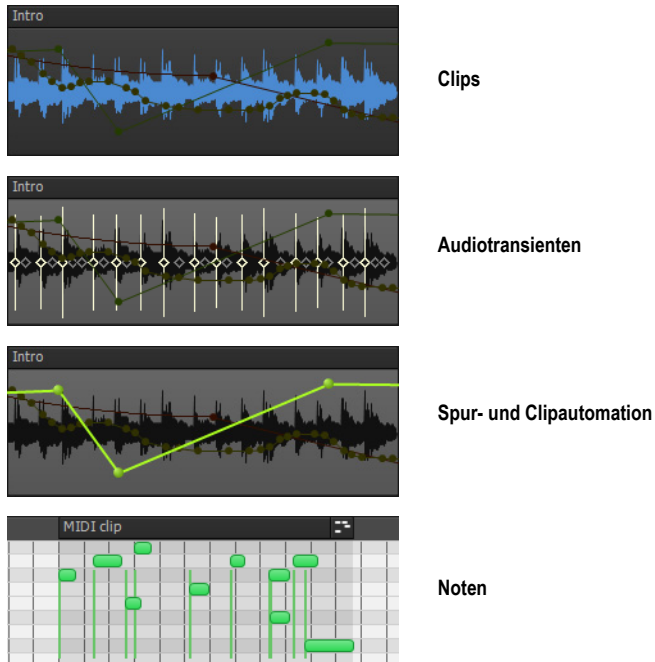 Intro
Clips
Intro
Audiotransienten
Intro
Spur- und Clipautomation
MIDI clip
Noten